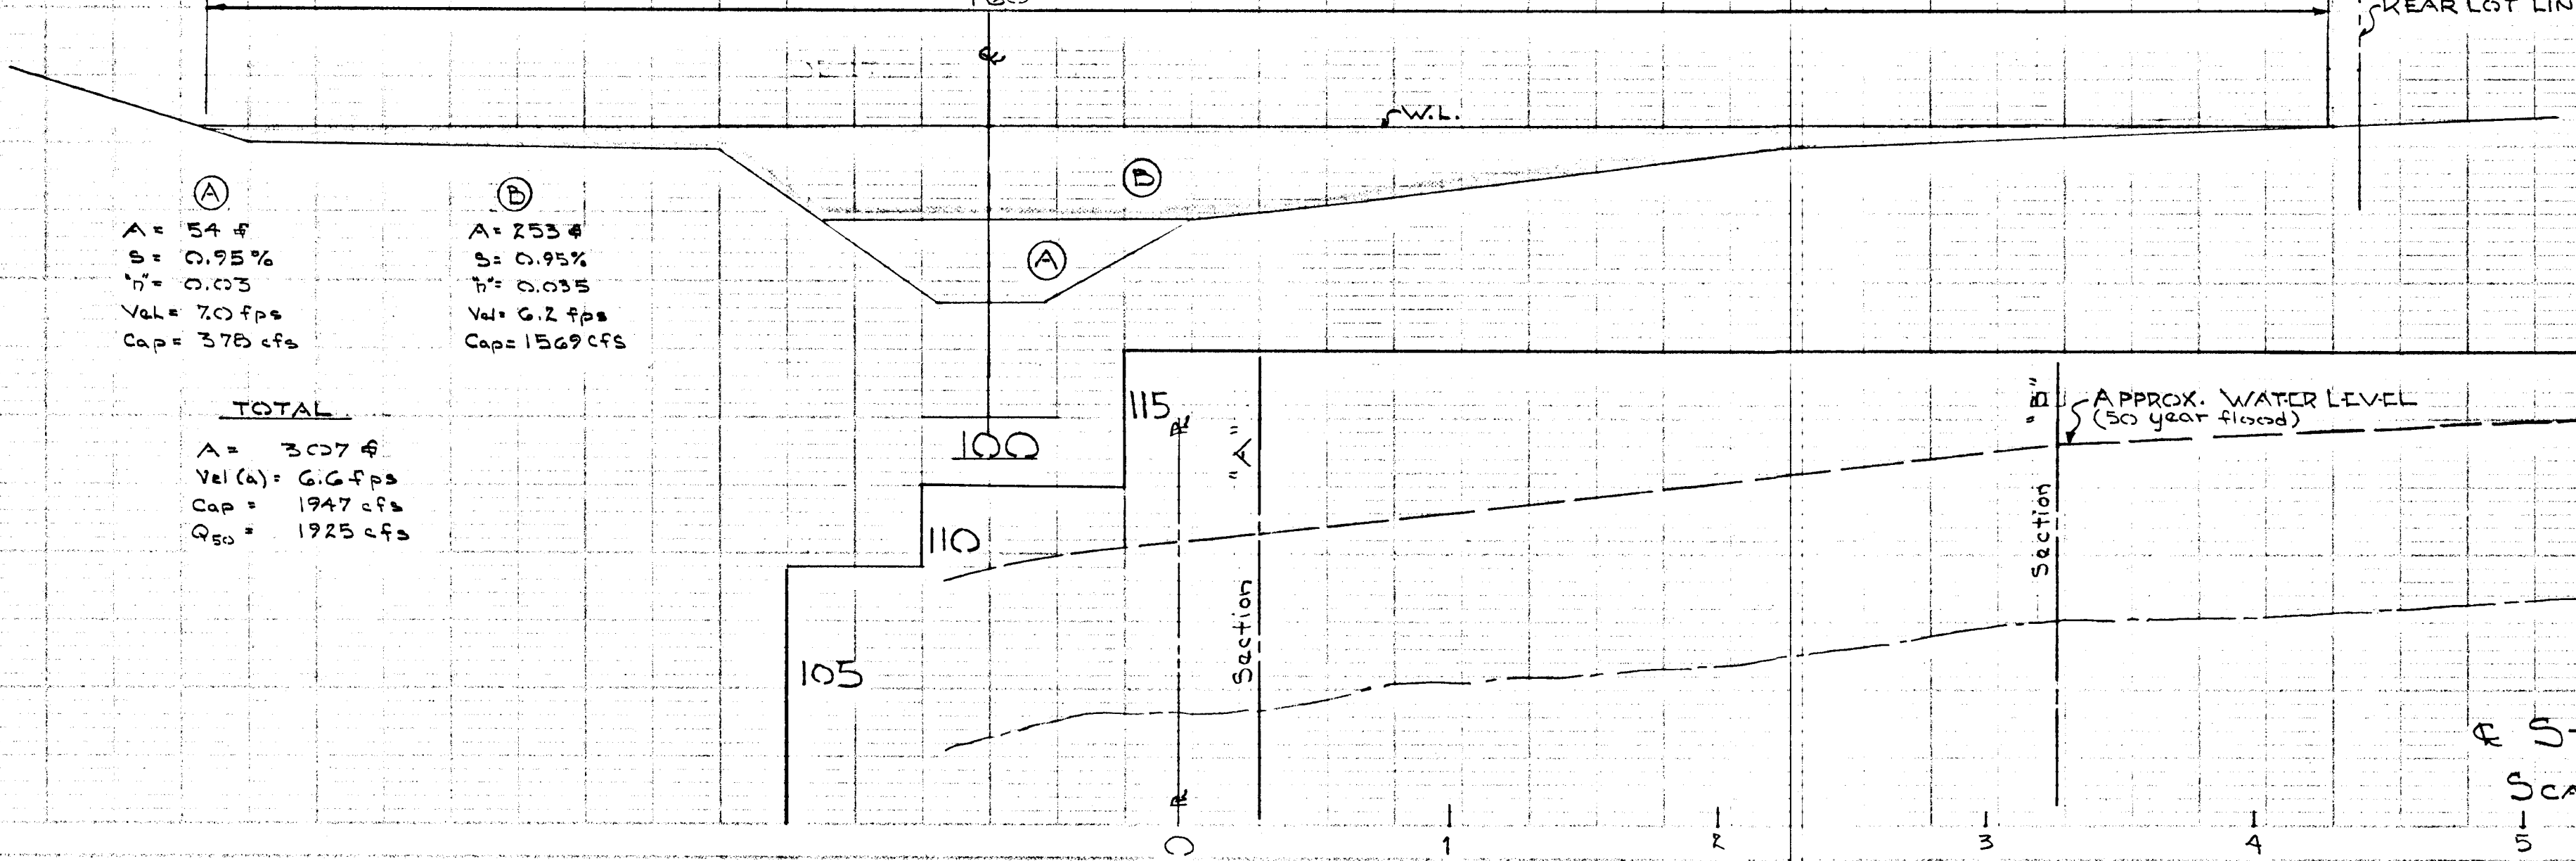 REAR LOT LIN
W.L.
B
A
A
A = 54
S = 0.95%
"n" = 0.03
Vel = 7.0 fps
Cap = 378 cfs
B
A = 253
S = 0.95%
"n" = 0.035
Vel = 6.2 fps
Cap = 1569 cfs
TOTAL
A = 307
Vel (a) = 6.6 fps
Cap = 1947 cfs
Q50 = 1925 cfs
100
115
110
105
Section "A"
Section "B"
APPROX. WATER LEVEL
(50 year flood)
℄ S
SCA
0 1 2 3 4 5